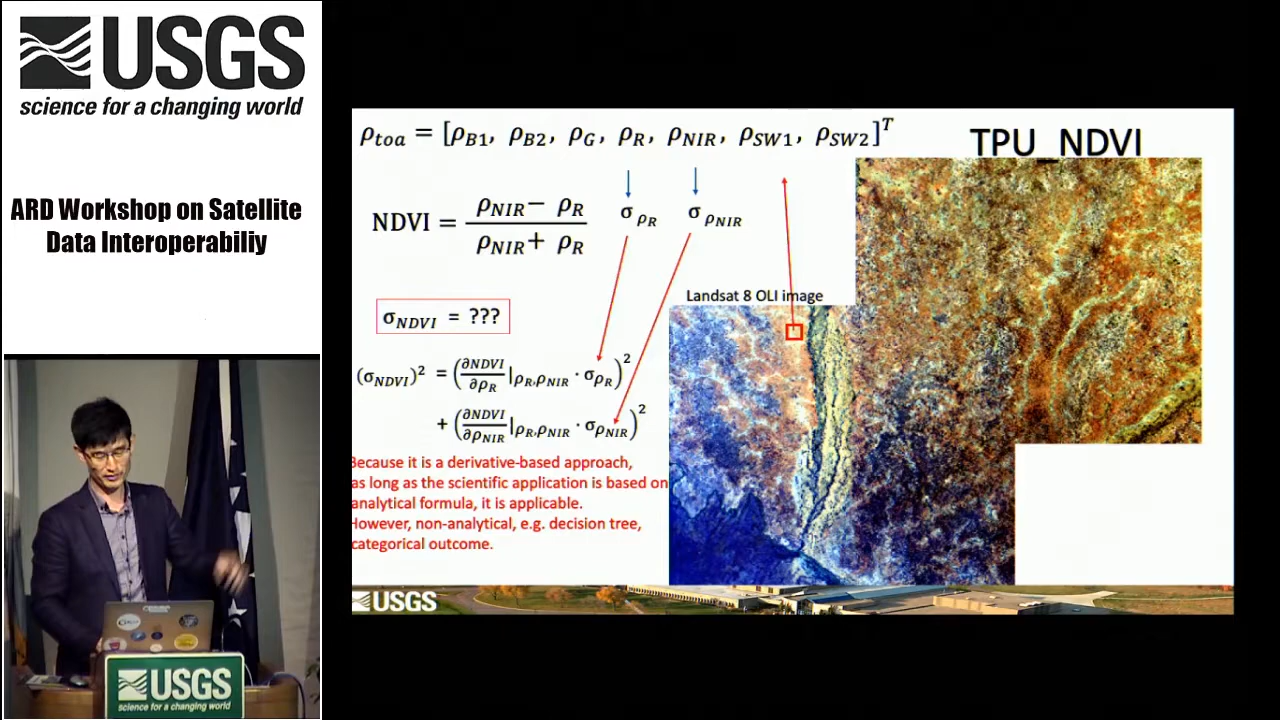 USGS
science for a changing world
ARD Workshop on Satellite
Data Interoperabiliy
ρtoa = [ρB1, ρB2, ρG, ρR, ρNIR, ρSW1, ρSW2]^T
TPU_NDVI
NDVI = (ρNIR− ρR) / (ρNIR+ ρR)
σρR σρNIR
Landsat 8 OLI image
σNDVI = ???
(σNDVI)² = (∂NDVI/∂ρR |ρR,ρNIR · σρR)²
+ (∂NDVI/∂ρNIR |ρR,ρNIR · σρNIR)²
Because it is a derivative-based approach,
as long as the scientific application is based on
analytical formula, it is applicable.
However, non-analytical, e.g. decision tree,
categorical outcome.
USGS
USGS
science for a changing world